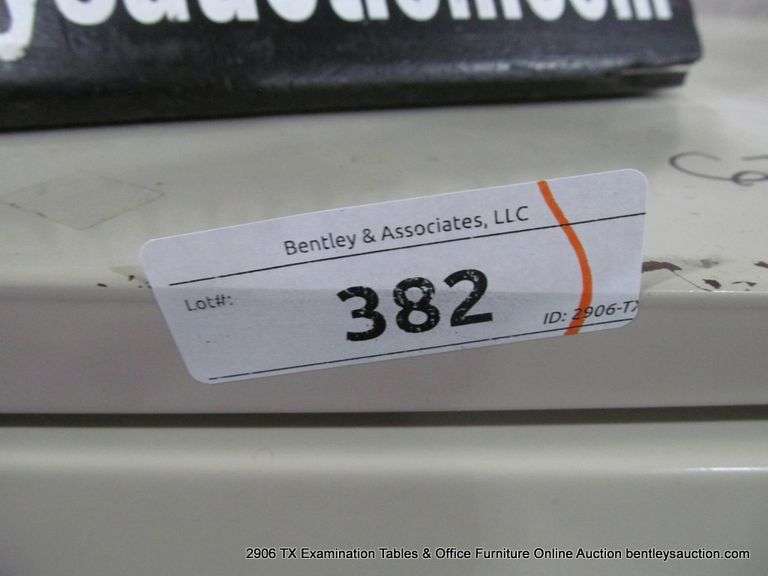 Bentley & Associates, LLC
Lot#:
382
ID: 2906-TX
2906 TX Examination Tables & Office Furniture Online Auction bentleysauction.com